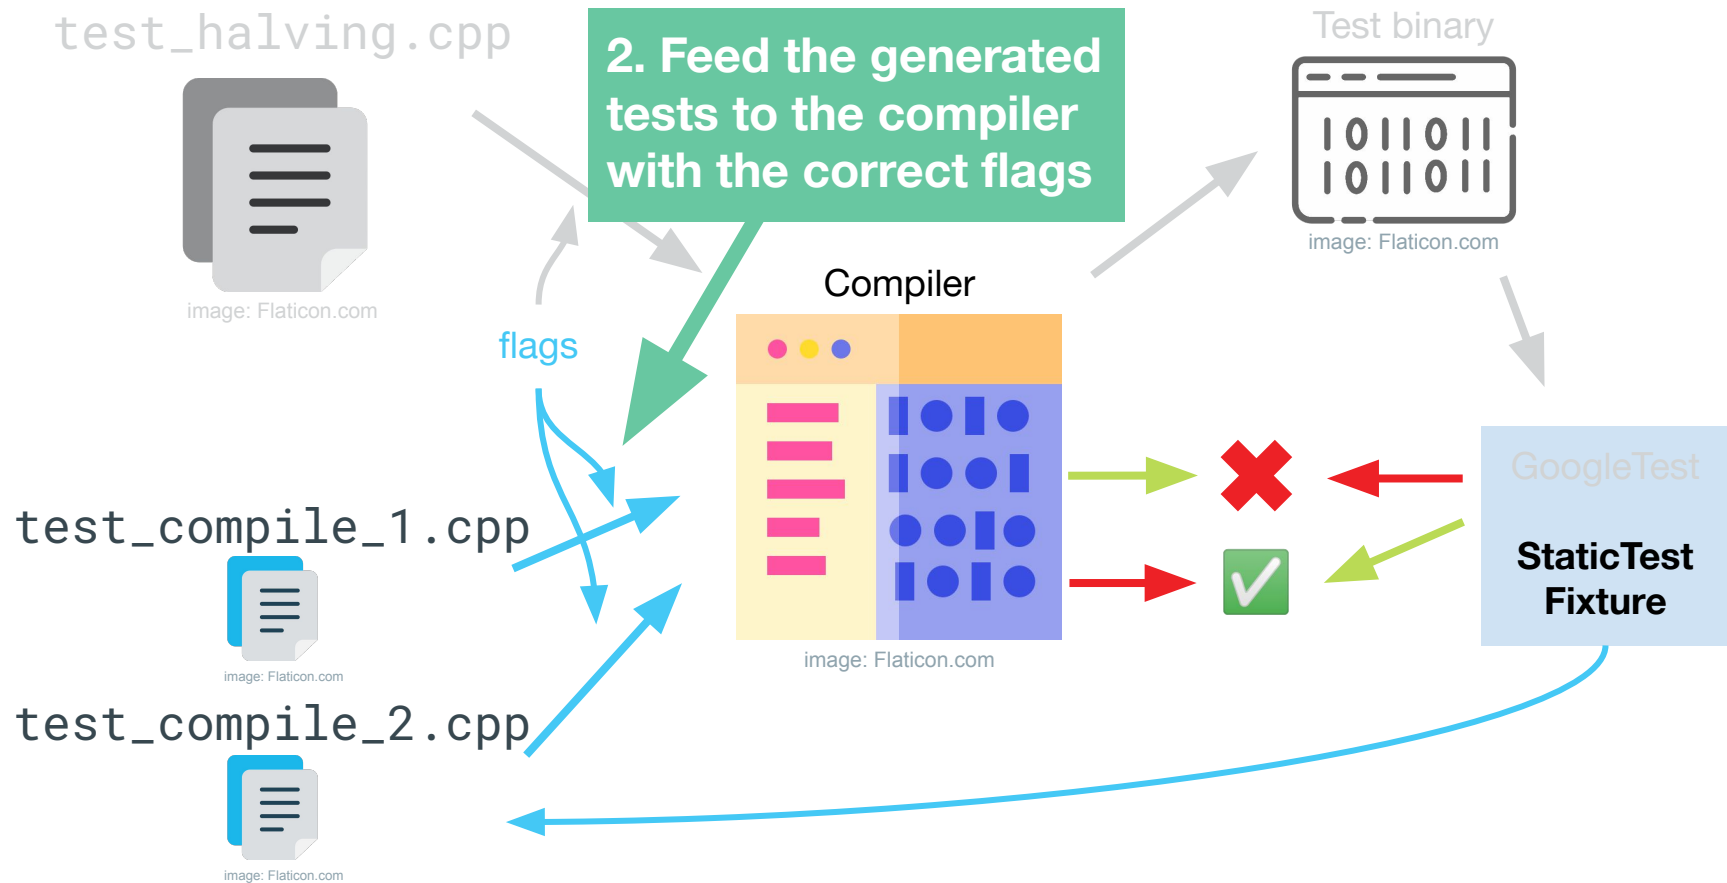 test_halving.cpp
image: Flaticon.com
2. Feed the generated
tests to the compiler
with the correct flags
Test binary
1011011
1011011
image: Flaticon.com
flags
Compiler
image: Flaticon.com
test_compile_1.cpp
image: Flaticon.com
test_compile_2.cpp
image: Flaticon.com
GoogleTest
StaticTest
Fixture